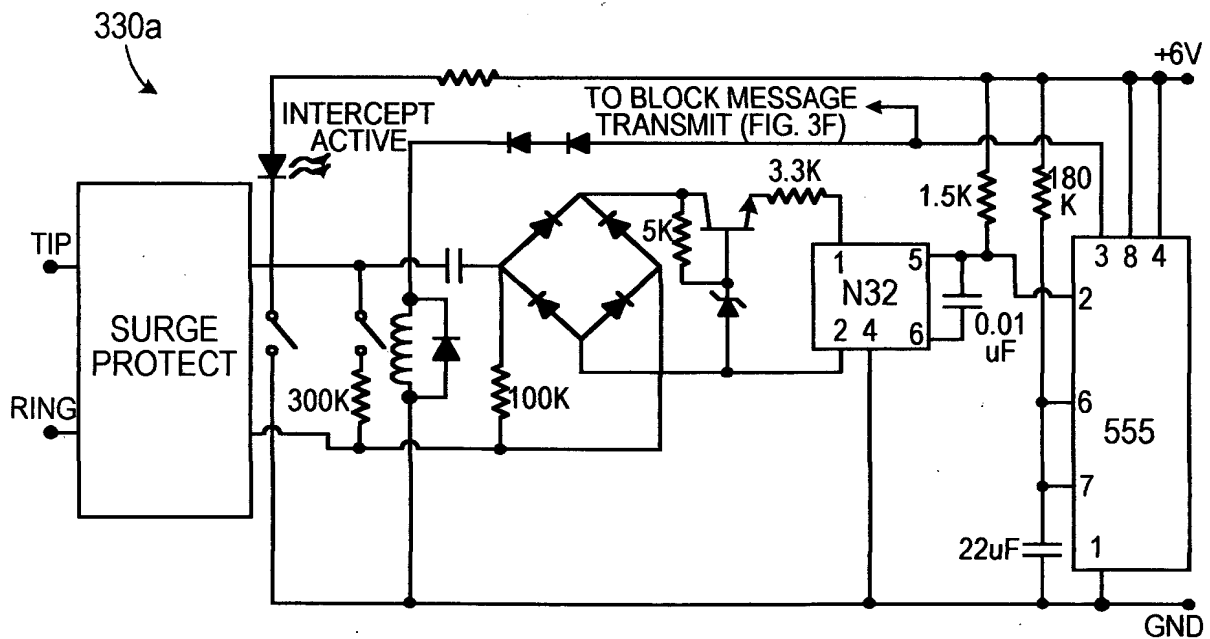 330a
+6V
INTERCEPT
ACTIVE
TO BLOCK MESSAGE
TRANSMIT (FIG. 3F)
3.3K
1.5K
180
K
5K
TIP
SURGE
PROTECT
RING
300K
100K
1
5
N32
2 4
6
0.01
uF
3 8 4
2
6
555
7
22uF
1
GND